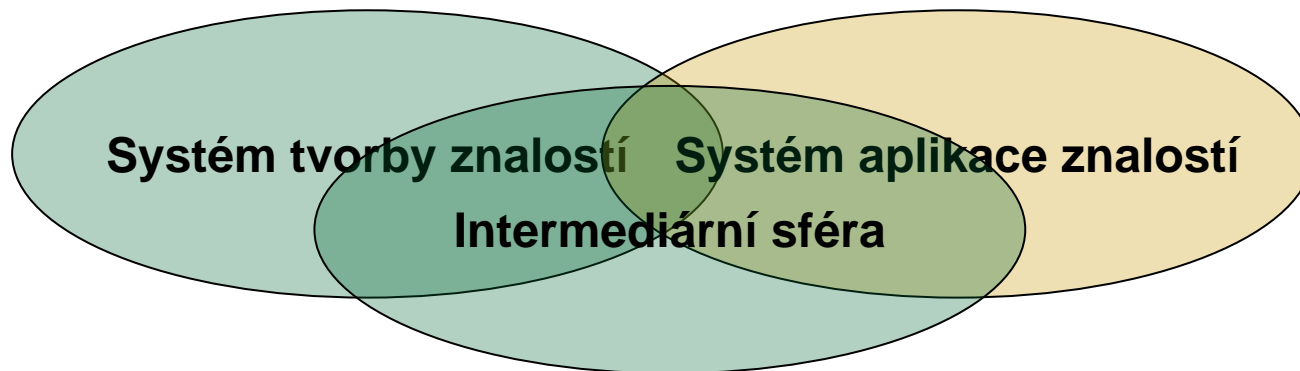 Systém tvorby znalostí Systém aplikace znalostí
Intermediární sféra